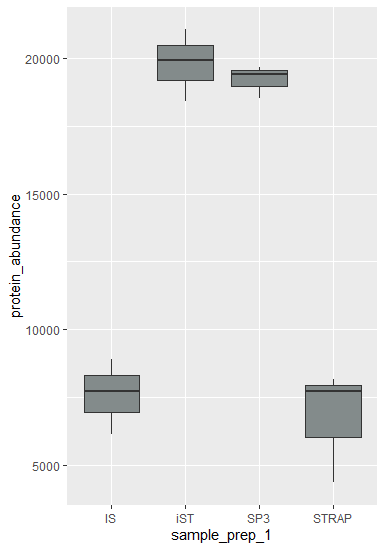 protein_abundance
20000
15000
10000
5000
IS
iST
SP3
STRAP
sample_prep_1